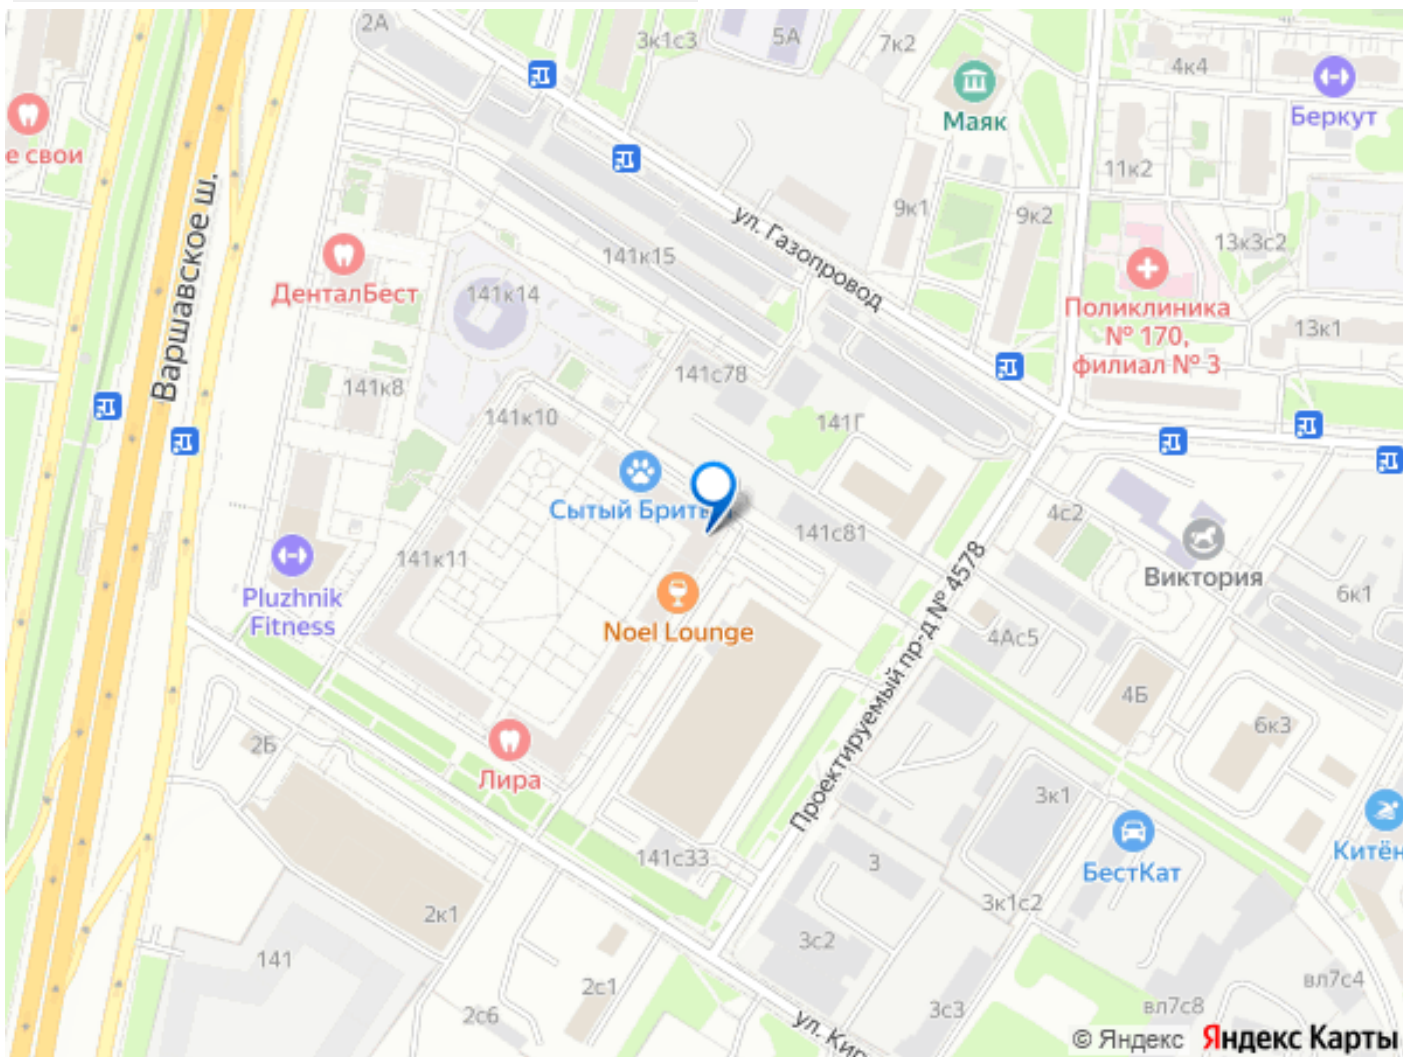 2А
3к1с3
5А
7к2
4к4
Беркут
Маяк
е свои
11к2
Варшавское ш.
ул. Газопровод
9к1
9к2
13к3с2
141к15
ДенталБест
141к14
Поликлиника
№ 170,
филиал № 3
13к1
141к8
141с78
141к10
141Г
Сытый Брит
141с81
4с2
141к11
Виктория
Pluzhnik
Fitness
Noel Lounge
Проектируемый пр-д № 4578
6к1
4Ас5
4Б
6к3
2Б
Лира
3к1
БестКат
Китён
141с33
3
3к1с2
2к1
3с2
141
2с1
2с6
3с3
вл7с4
вл7с8
ул. Кир
© Яндекс Яндекс Карты